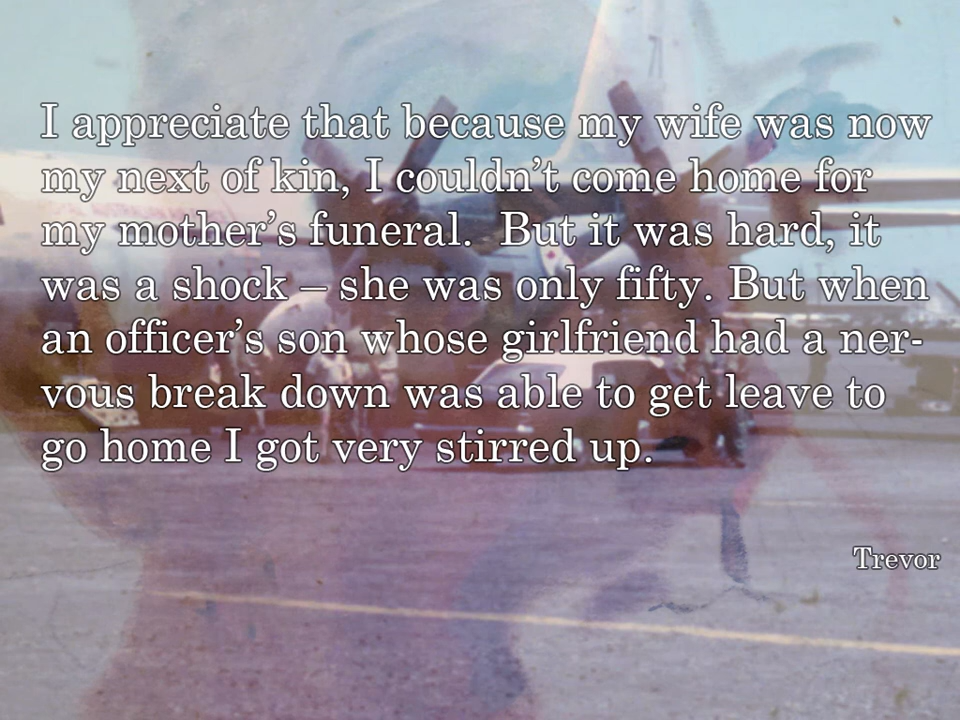 I appreciate that because my wife was now
my next of kin, I couldn’t come home for
my mother’s funeral.  But it was hard, it
was a shock – she was only fifty. But when
an officer’s son whose girlfriend had a ner-
vous break down was able to get leave to
go home I got very stirred up.
Trevor